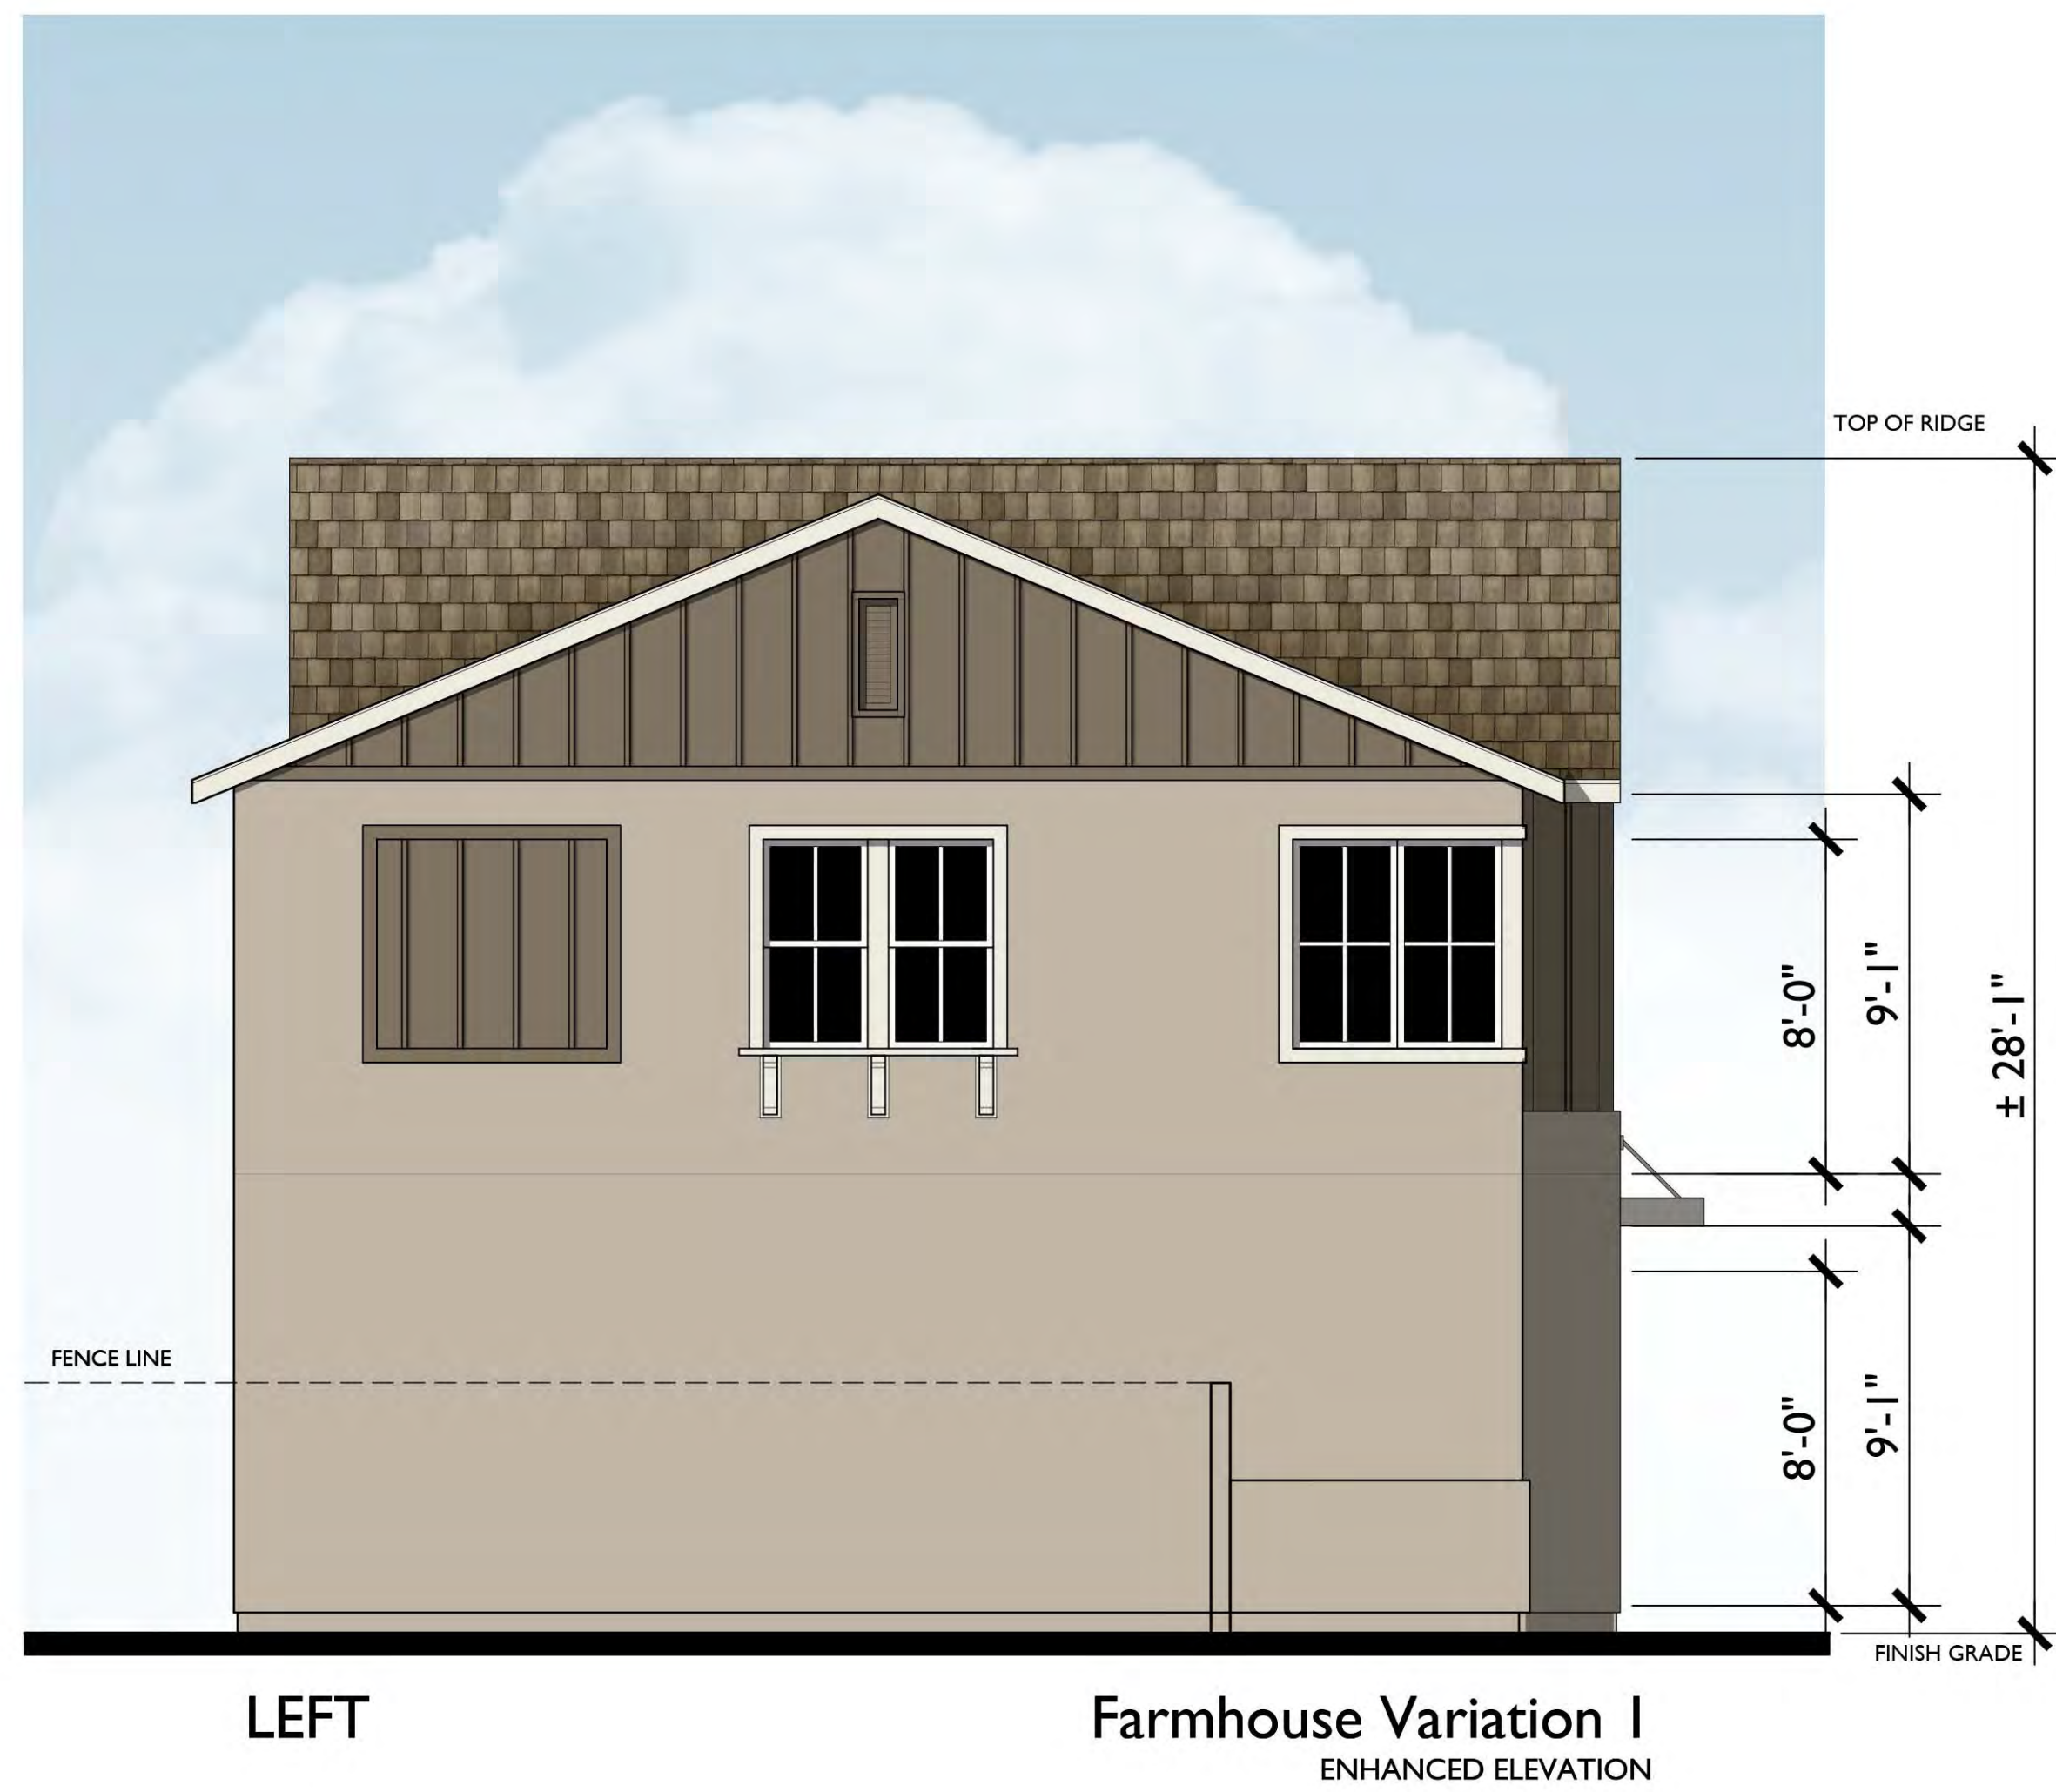 TOP OF RIDGE
8'-0"
9'-1"
± 28'-1"
FENCE LINE
8'-0"
9'-1"
FINISH GRADE
LEFT
Farmhouse Variation 1
ENHANCED ELEVATION